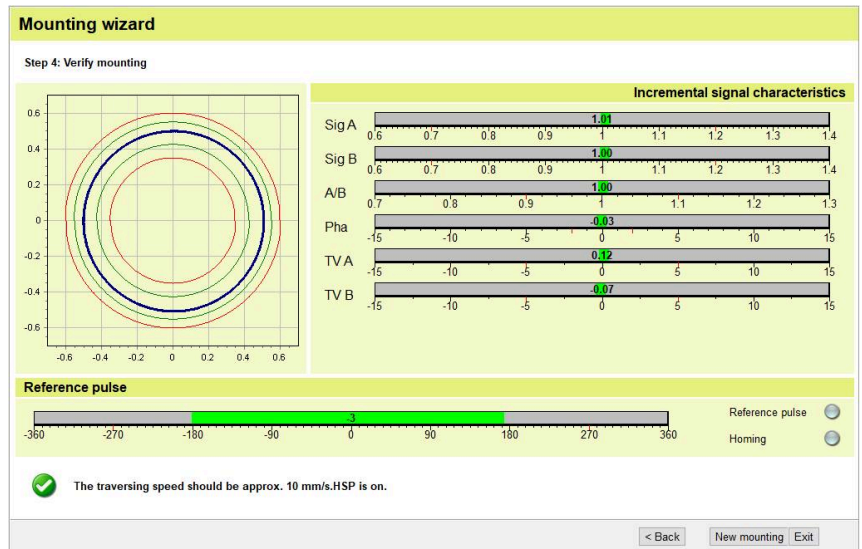 Mounting wizard
Step 4: Verify mounting
Incremental signal characteristics
0.6
0.4
0.2
0
-0.2
-0.4
-0.6
-0.6 -0.4 -0.2 0 0.2 0.4 0.6
Sig A 1.01
0.6 0.7 0.8 0.9 1 1.1 1.2 1.3 1.4
Sig B 1.00
0.6 0.7 0.8 0.9 1 1.1 1.2 1.3 1.4
A/B 1.00
0.7 0.8 0.9 1 1.1 1.2 1.3
Pha -0.03
-15 -10 -5 0 5 10 15
TV A 0.12
-15 -10 -5 0 5 10 15
TV B -0.07
-15 -10 -5 0 5 10 15
Reference pulse
-3
-360 -270 -180 -90 0 90 180 270 360
Reference pulse
Homing
The traversing speed should be approx. 10 mm/s.HSP is on.
< Back New mounting Exit